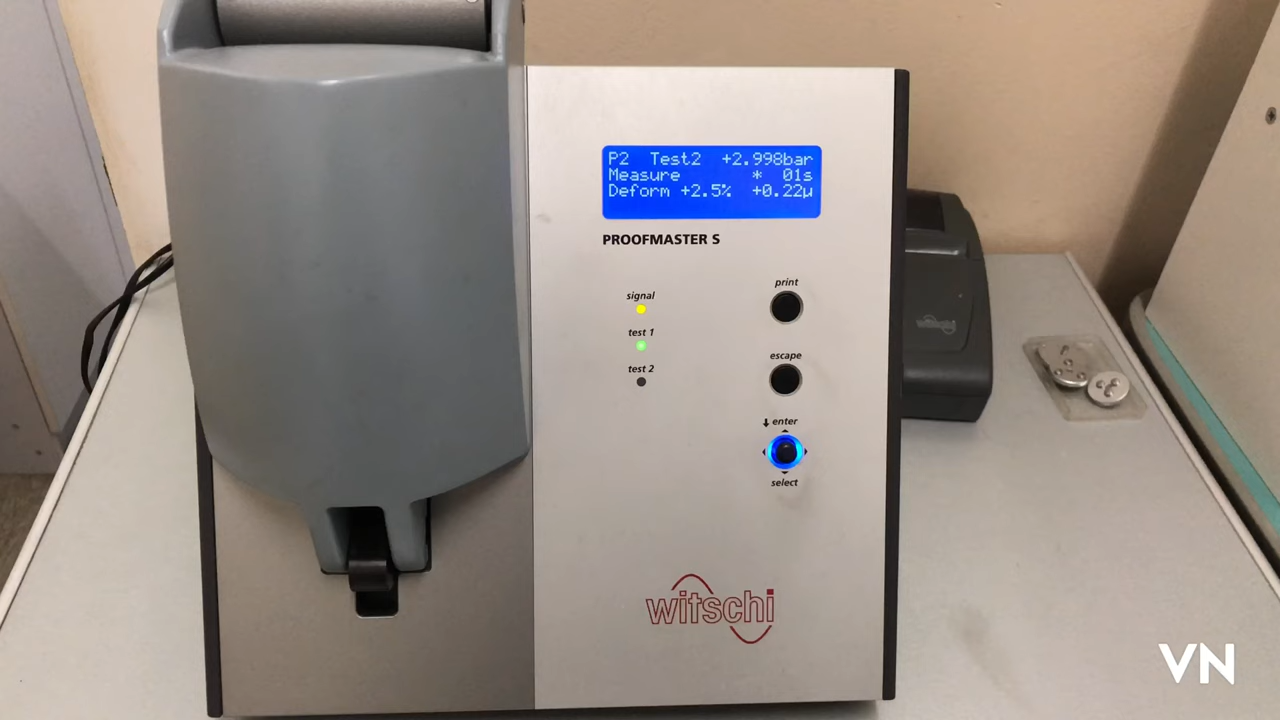 P2 Test2 +2.998bar
Measure * 01s
Deform +2.5% +0.22µ
PROOFMASTER S
print
signal
test 1
escape
test 2
↓ enter
select
witschi
witschi
VN